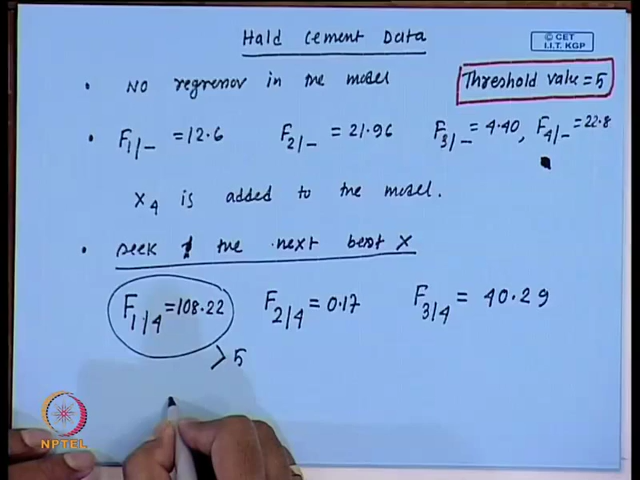 Hald Cement Data
© CET
I.I.T. KGP
• No regressor in the model
Threshold value = 5
• F1/- = 12.6 F2/- = 21.96 F3/- = 4.40, F4/- = 22.8
X4 is added to the model.
• seek the next best X
F1/4 = 108.22 F2/4 = 0.17 F3/4 = 40.29
> 5
NPTEL